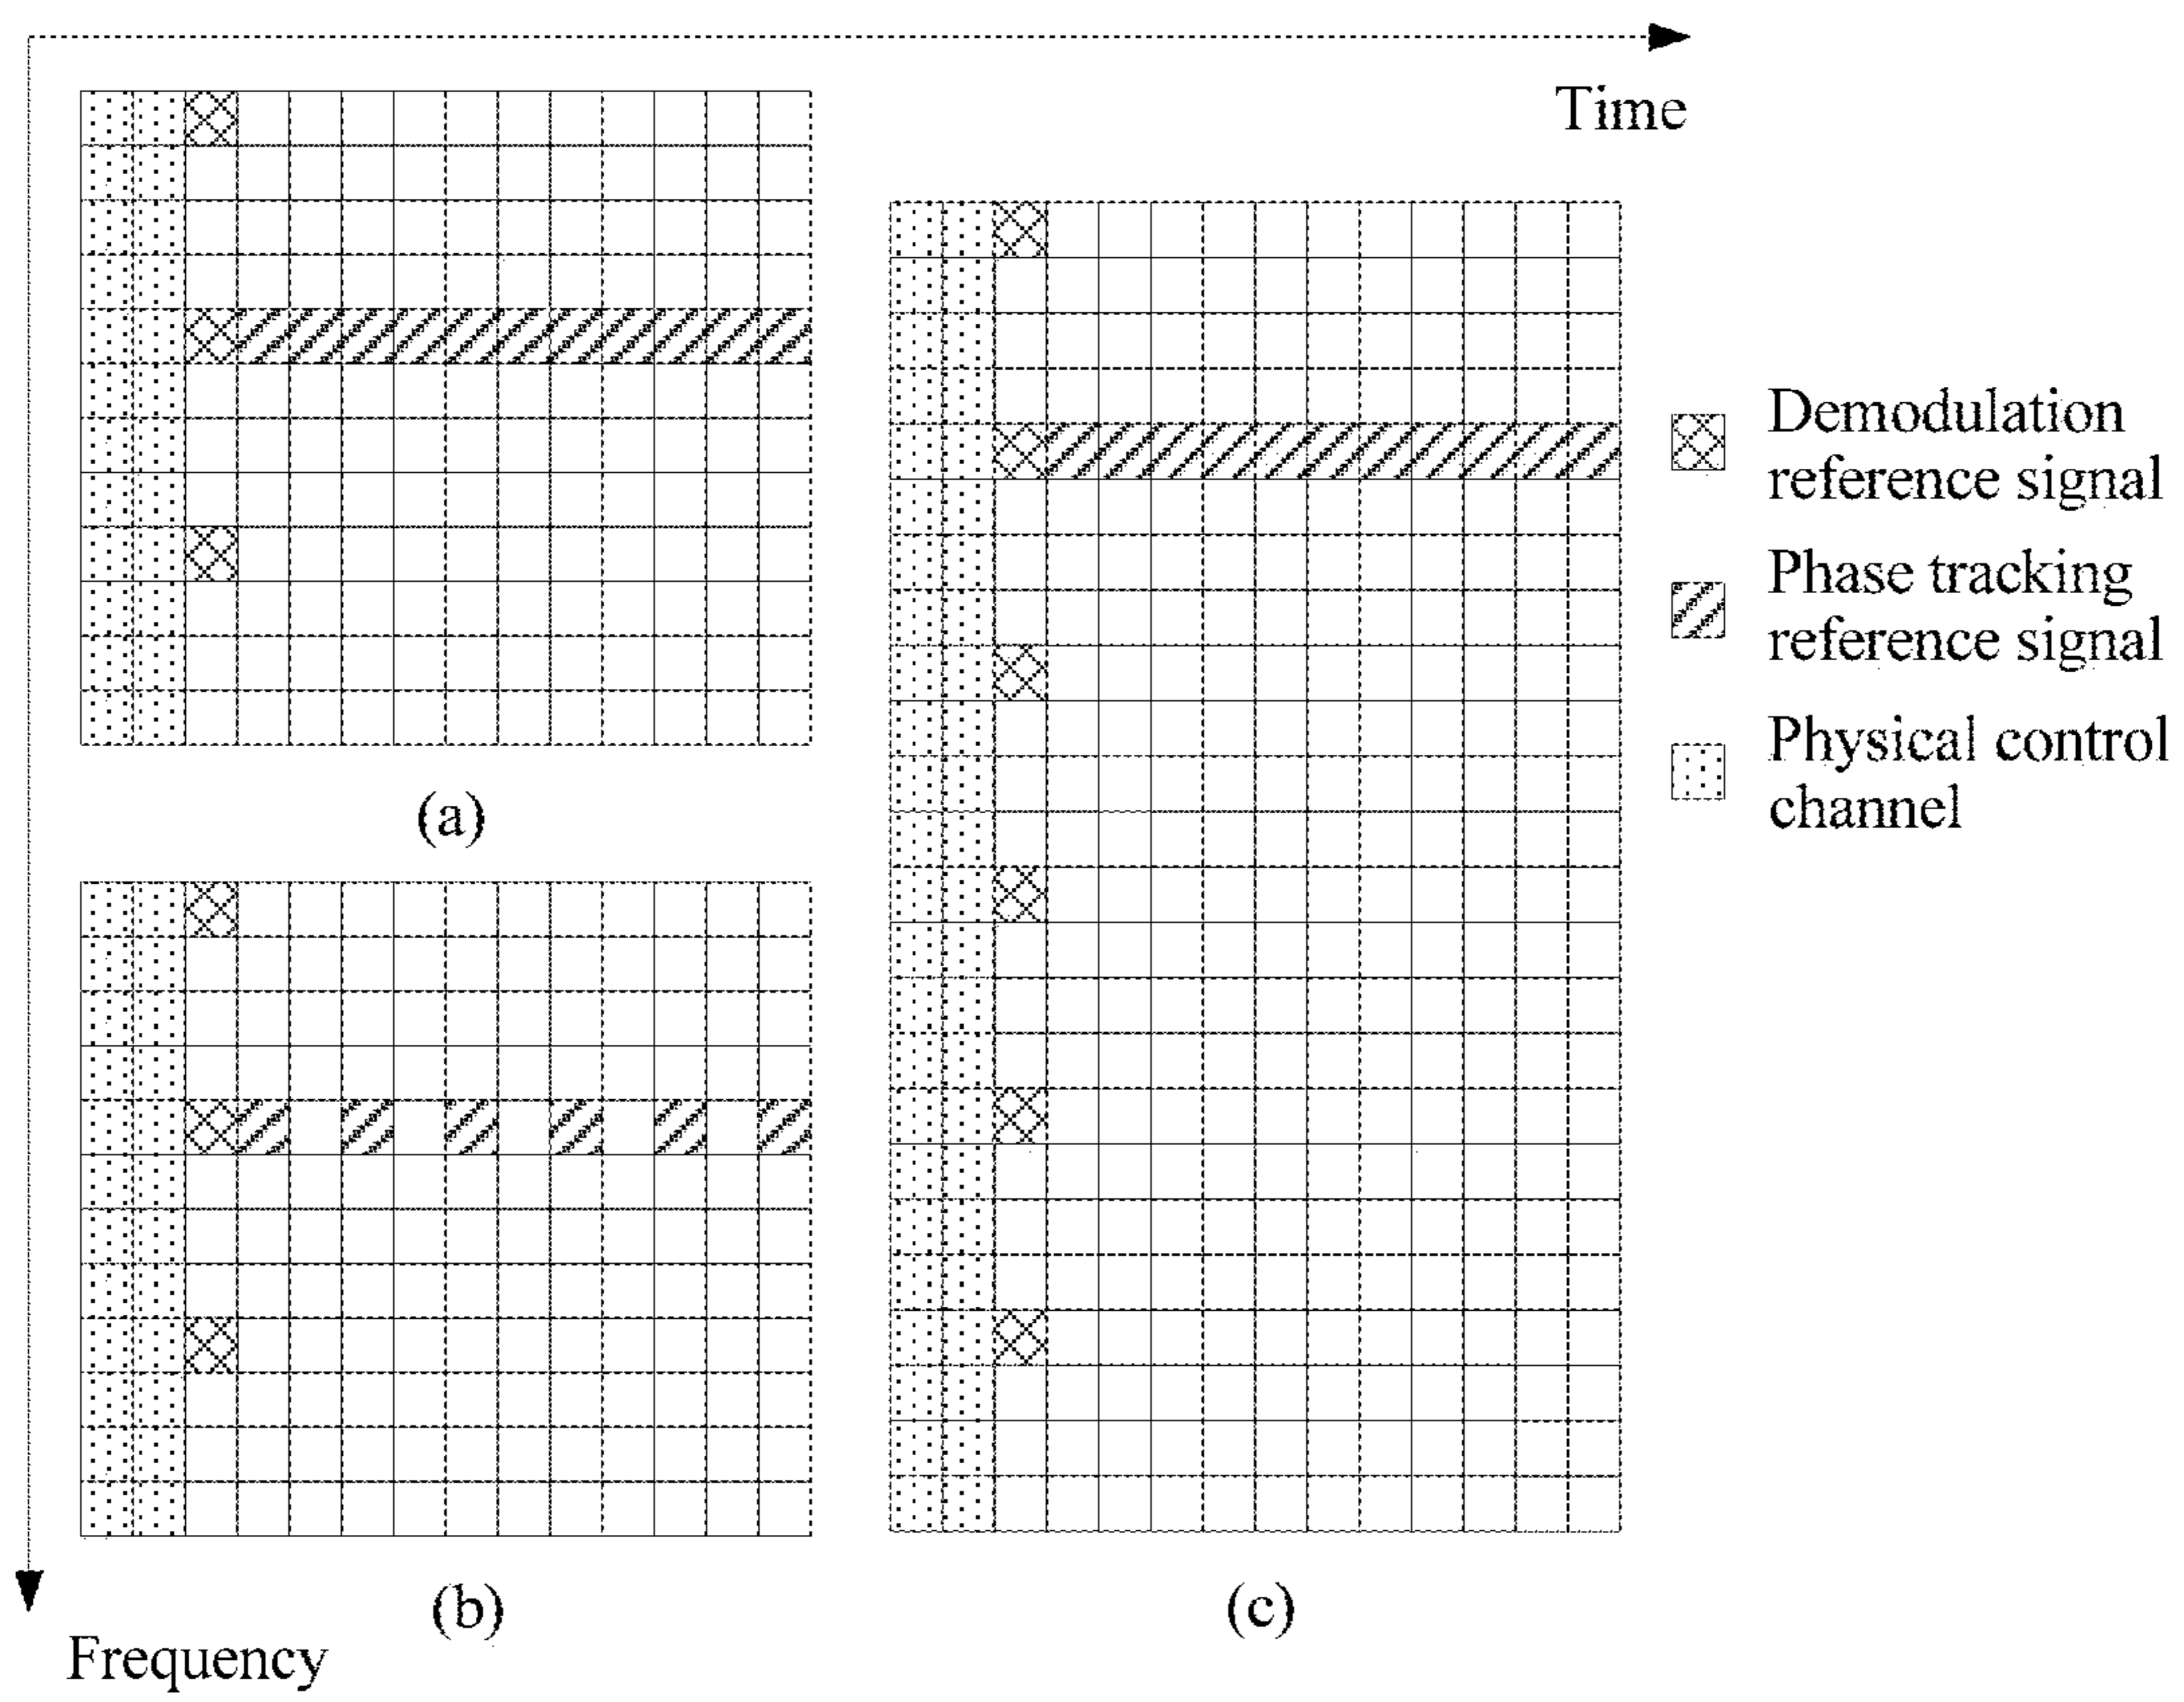 Time
Demodulation
reference signal
Phase tracking
reference signal
Physical control
channel
(a)
(b)
(c)
Frequency